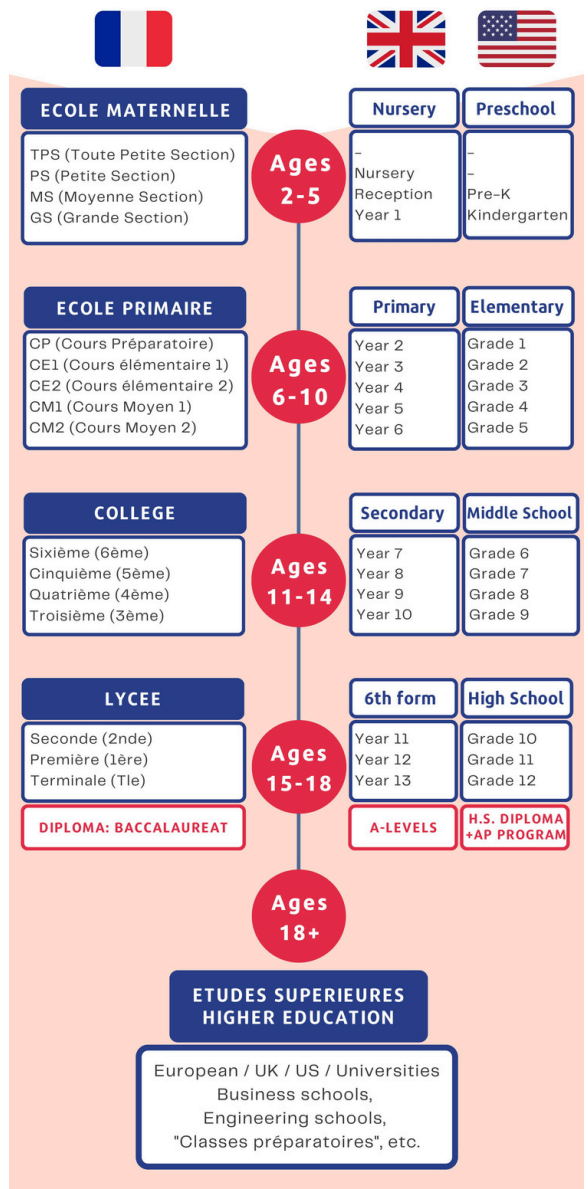 ECOLE MATERNELLE
TPS (Toute Petite Section)
PS (Petite Section)
MS (Moyenne Section)
GS (Grande Section)
Ages
2-5
Nursery
–
Nursery
Reception
Year 1
Preschool
–
–
Pre-K
Kindergarten
ECOLE PRIMAIRE
CP (Cours Préparatoire)
CE1 (Cours élémentaire 1)
CE2 (Cours élémentaire 2)
CM1 (Cours Moyen 1)
CM2 (Cours Moyen 2)
Ages
6-10
Primary
Year 2
Year 3
Year 4
Year 5
Year 6
Elementary
Grade 1
Grade 2
Grade 3
Grade 4
Grade 5
COLLEGE
Sixième (6ème)
Cinquième (5ème)
Quatrième (4ème)
Troisième (3ème)
Ages
11-14
Secondary
Year 7
Year 8
Year 9
Year 10
Middle School
Grade 6
Grade 7
Grade 8
Grade 9
LYCEE
Seconde (2nde)
Première (1ère)
Terminale (Tle)
DIPLOMA: BACCALAUREAT
Ages
15-18
6th form
Year 11
Year 12
Year 13
A-LEVELS
High School
Grade 10
Grade 11
Grade 12
H.S. DIPLOMA
+AP PROGRAM
Ages
18+
ETUDES SUPERIEURES
HIGHER EDUCATION
European / UK / US / Universities
Business schools,
Engineering schools,
"Classes préparatoires", etc.